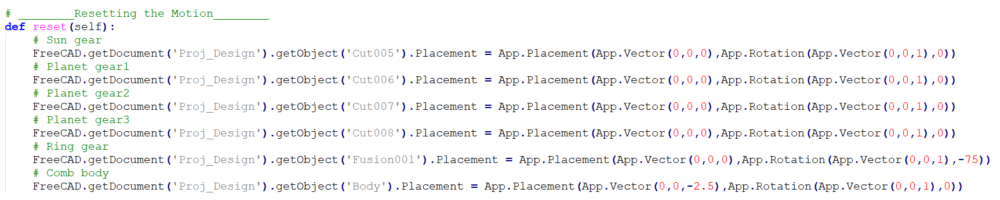 # ________Resetting the Motion________
def reset(self):
    # Sun gear
    FreeCAD.getDocument('Proj_Design').getObject('Cut005').Placement = App.Placement(App.Vector(0,0,0),App.Rotation(App.Vector(0,0,1),0))
    # Planet gear1
    FreeCAD.getDocument('Proj_Design').getObject('Cut006').Placement = App.Placement(App.Vector(0,0,0),App.Rotation(App.Vector(0,0,1),0))
    # Planet gear2
    FreeCAD.getDocument('Proj_Design').getObject('Cut007').Placement = App.Placement(App.Vector(0,0,0),App.Rotation(App.Vector(0,0,1),0))
    # Planet gear3
    FreeCAD.getDocument('Proj_Design').getObject('Cut008').Placement = App.Placement(App.Vector(0,0,0),App.Rotation(App.Vector(0,0,1),0))
    # Ring gear
    FreeCAD.getDocument('Proj_Design').getObject('Fusion001').Placement = App.Placement(App.Vector(0,0,0),App.Rotation(App.Vector(0,0,1),-75))
    # Comb body
    FreeCAD.getDocument('Proj_Design').getObject('Body').Placement = App.Placement(App.Vector(0,0,-2.5),App.Rotation(App.Vector(0,0,1),0))